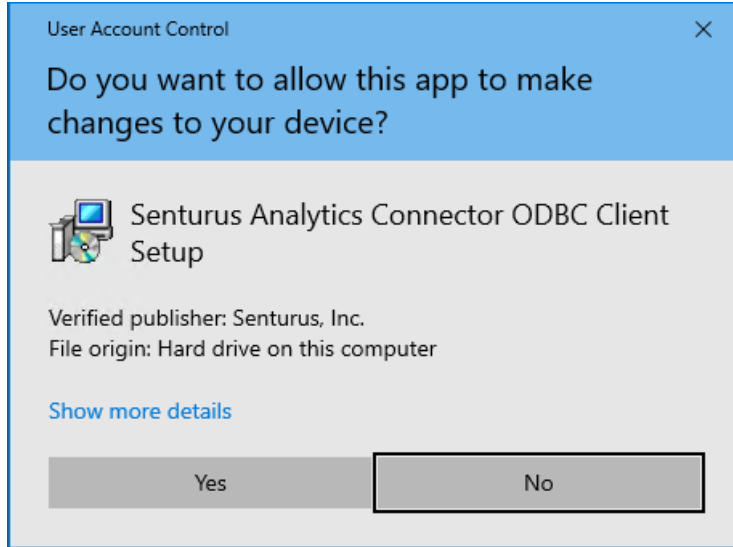 User Account Control
Do you want to allow this app to make
changes to your device?
Senturus Analytics Connector ODBC Client
Setup
Verified publisher: Senturus, Inc.
File origin: Hard drive on this computer
Show more details
Yes
No